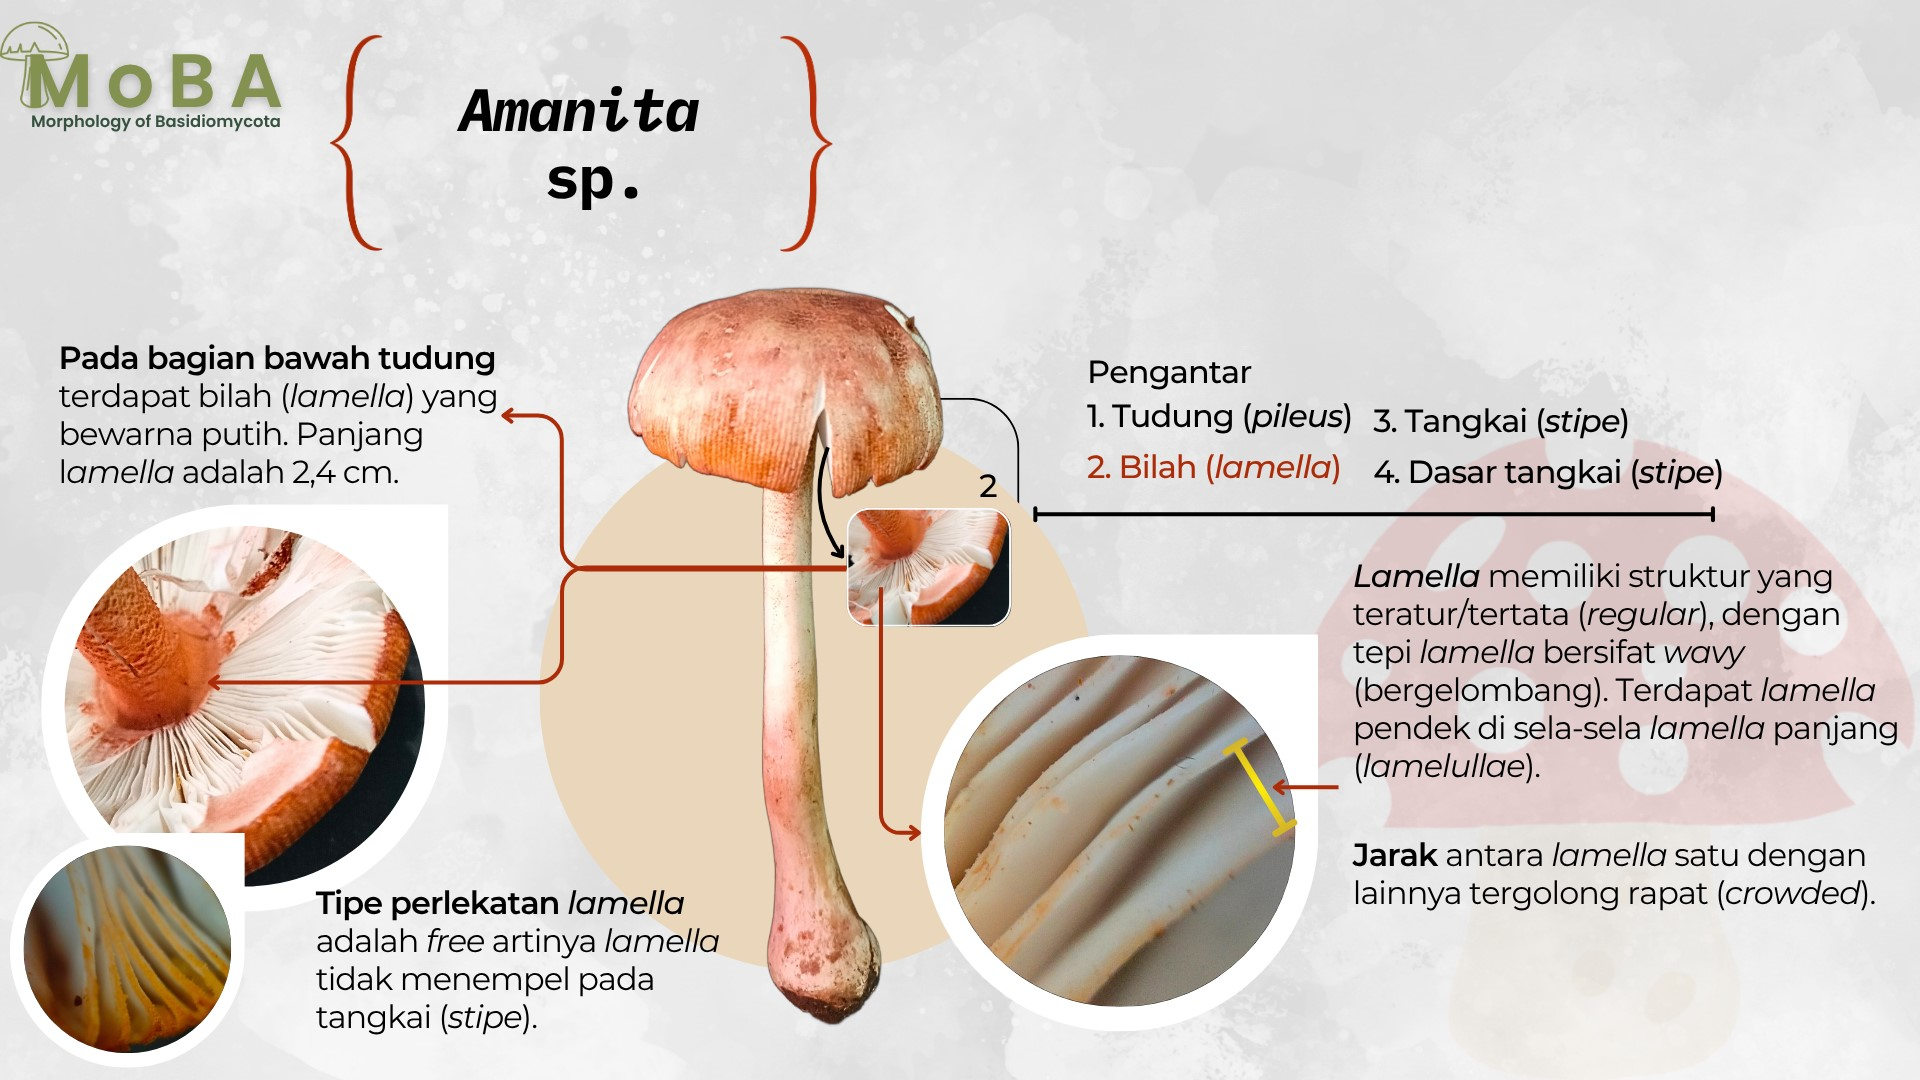 MoBA
Morphology of Basidiomycota
Amanita
sp.
Pada bagian bawah tudung
terdapat bilah (lamella) yang
bewarna putih. Panjang
lamella adalah 2,4 cm.
Pengantar
1. Tudung (pileus) 3. Tangkai (stipe)
2. Bilah (lamella) 4. Dasar tangkai (stipe)
2
Lamella memiliki struktur yang
teratur/tertata (regular), dengan
tepi lamella bersifat wavy
(bergelombang). Terdapat lamella
pendek di sela-sela lamella panjang
(lamelullae).
Jarak antara lamella satu dengan
lainnya tergolong rapat (crowded).
Tipe perlekatan lamella
adalah free artinya lamella
tidak menempel pada
tangkai (stipe).